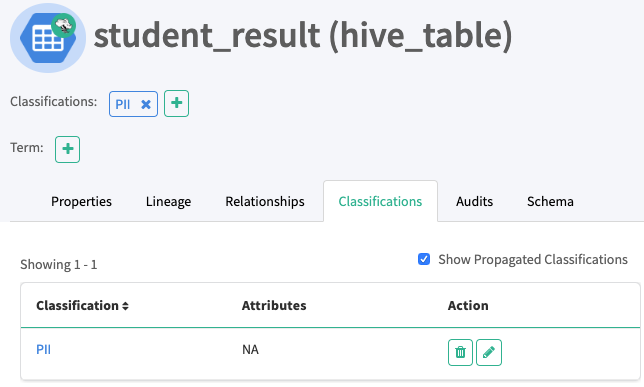 student_result (hive_table)
Classifications: PII
Term:
Properties Lineage Relationships Classifications Audits Schema
Showing 1 - 1
Show Propagated Classifications
Classification Attributes Action
PII NA